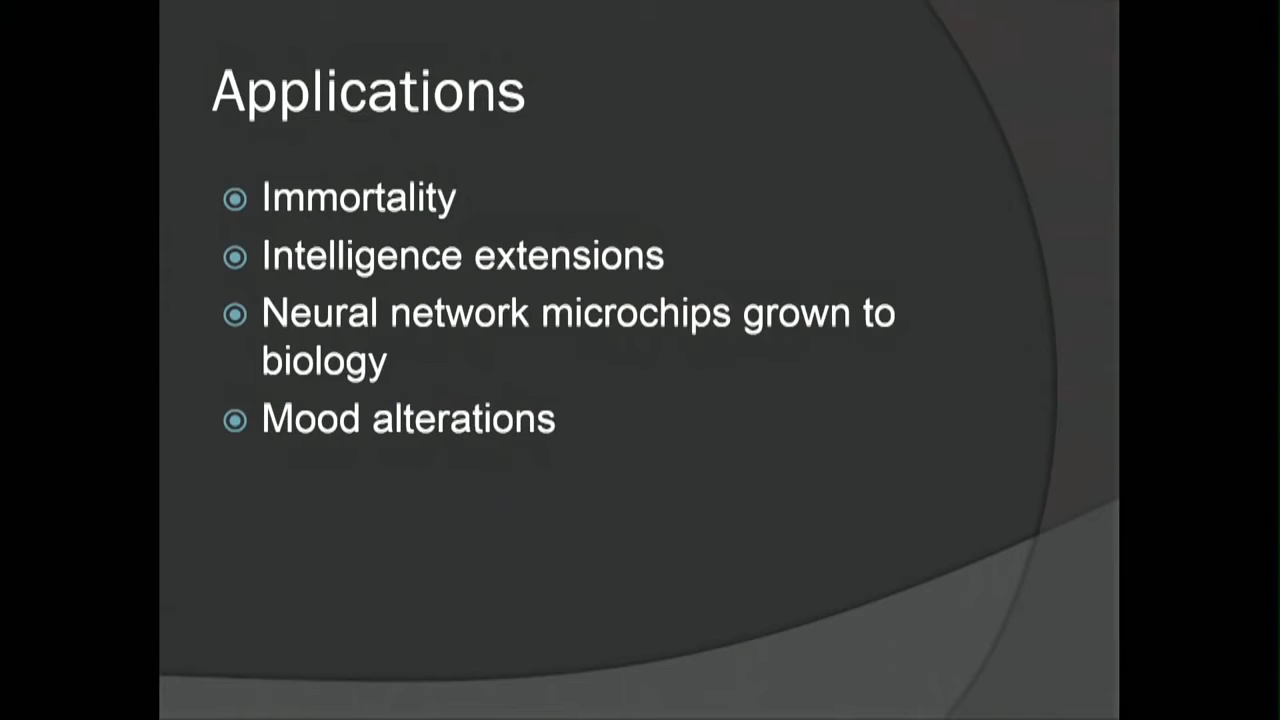 Applications
Immortality
Intelligence extensions
Neural network microchips grown to
biology
Mood alterations